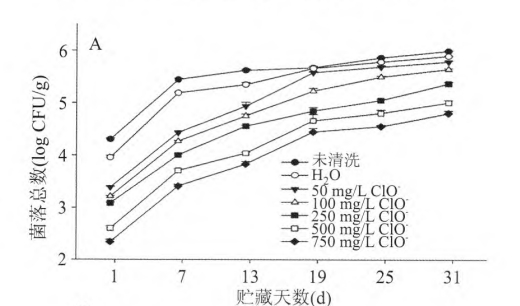 A
菌落总数(log CFU/g)
6
5
4
3
2
未清洗
H₂O
50 mg/L ClO⁻
100 mg/L ClO⁻
250 mg/L ClO⁻
500 mg/L ClO⁻
750 mg/L ClO⁻
1 7 13 19 25 31
贮藏天数(d)